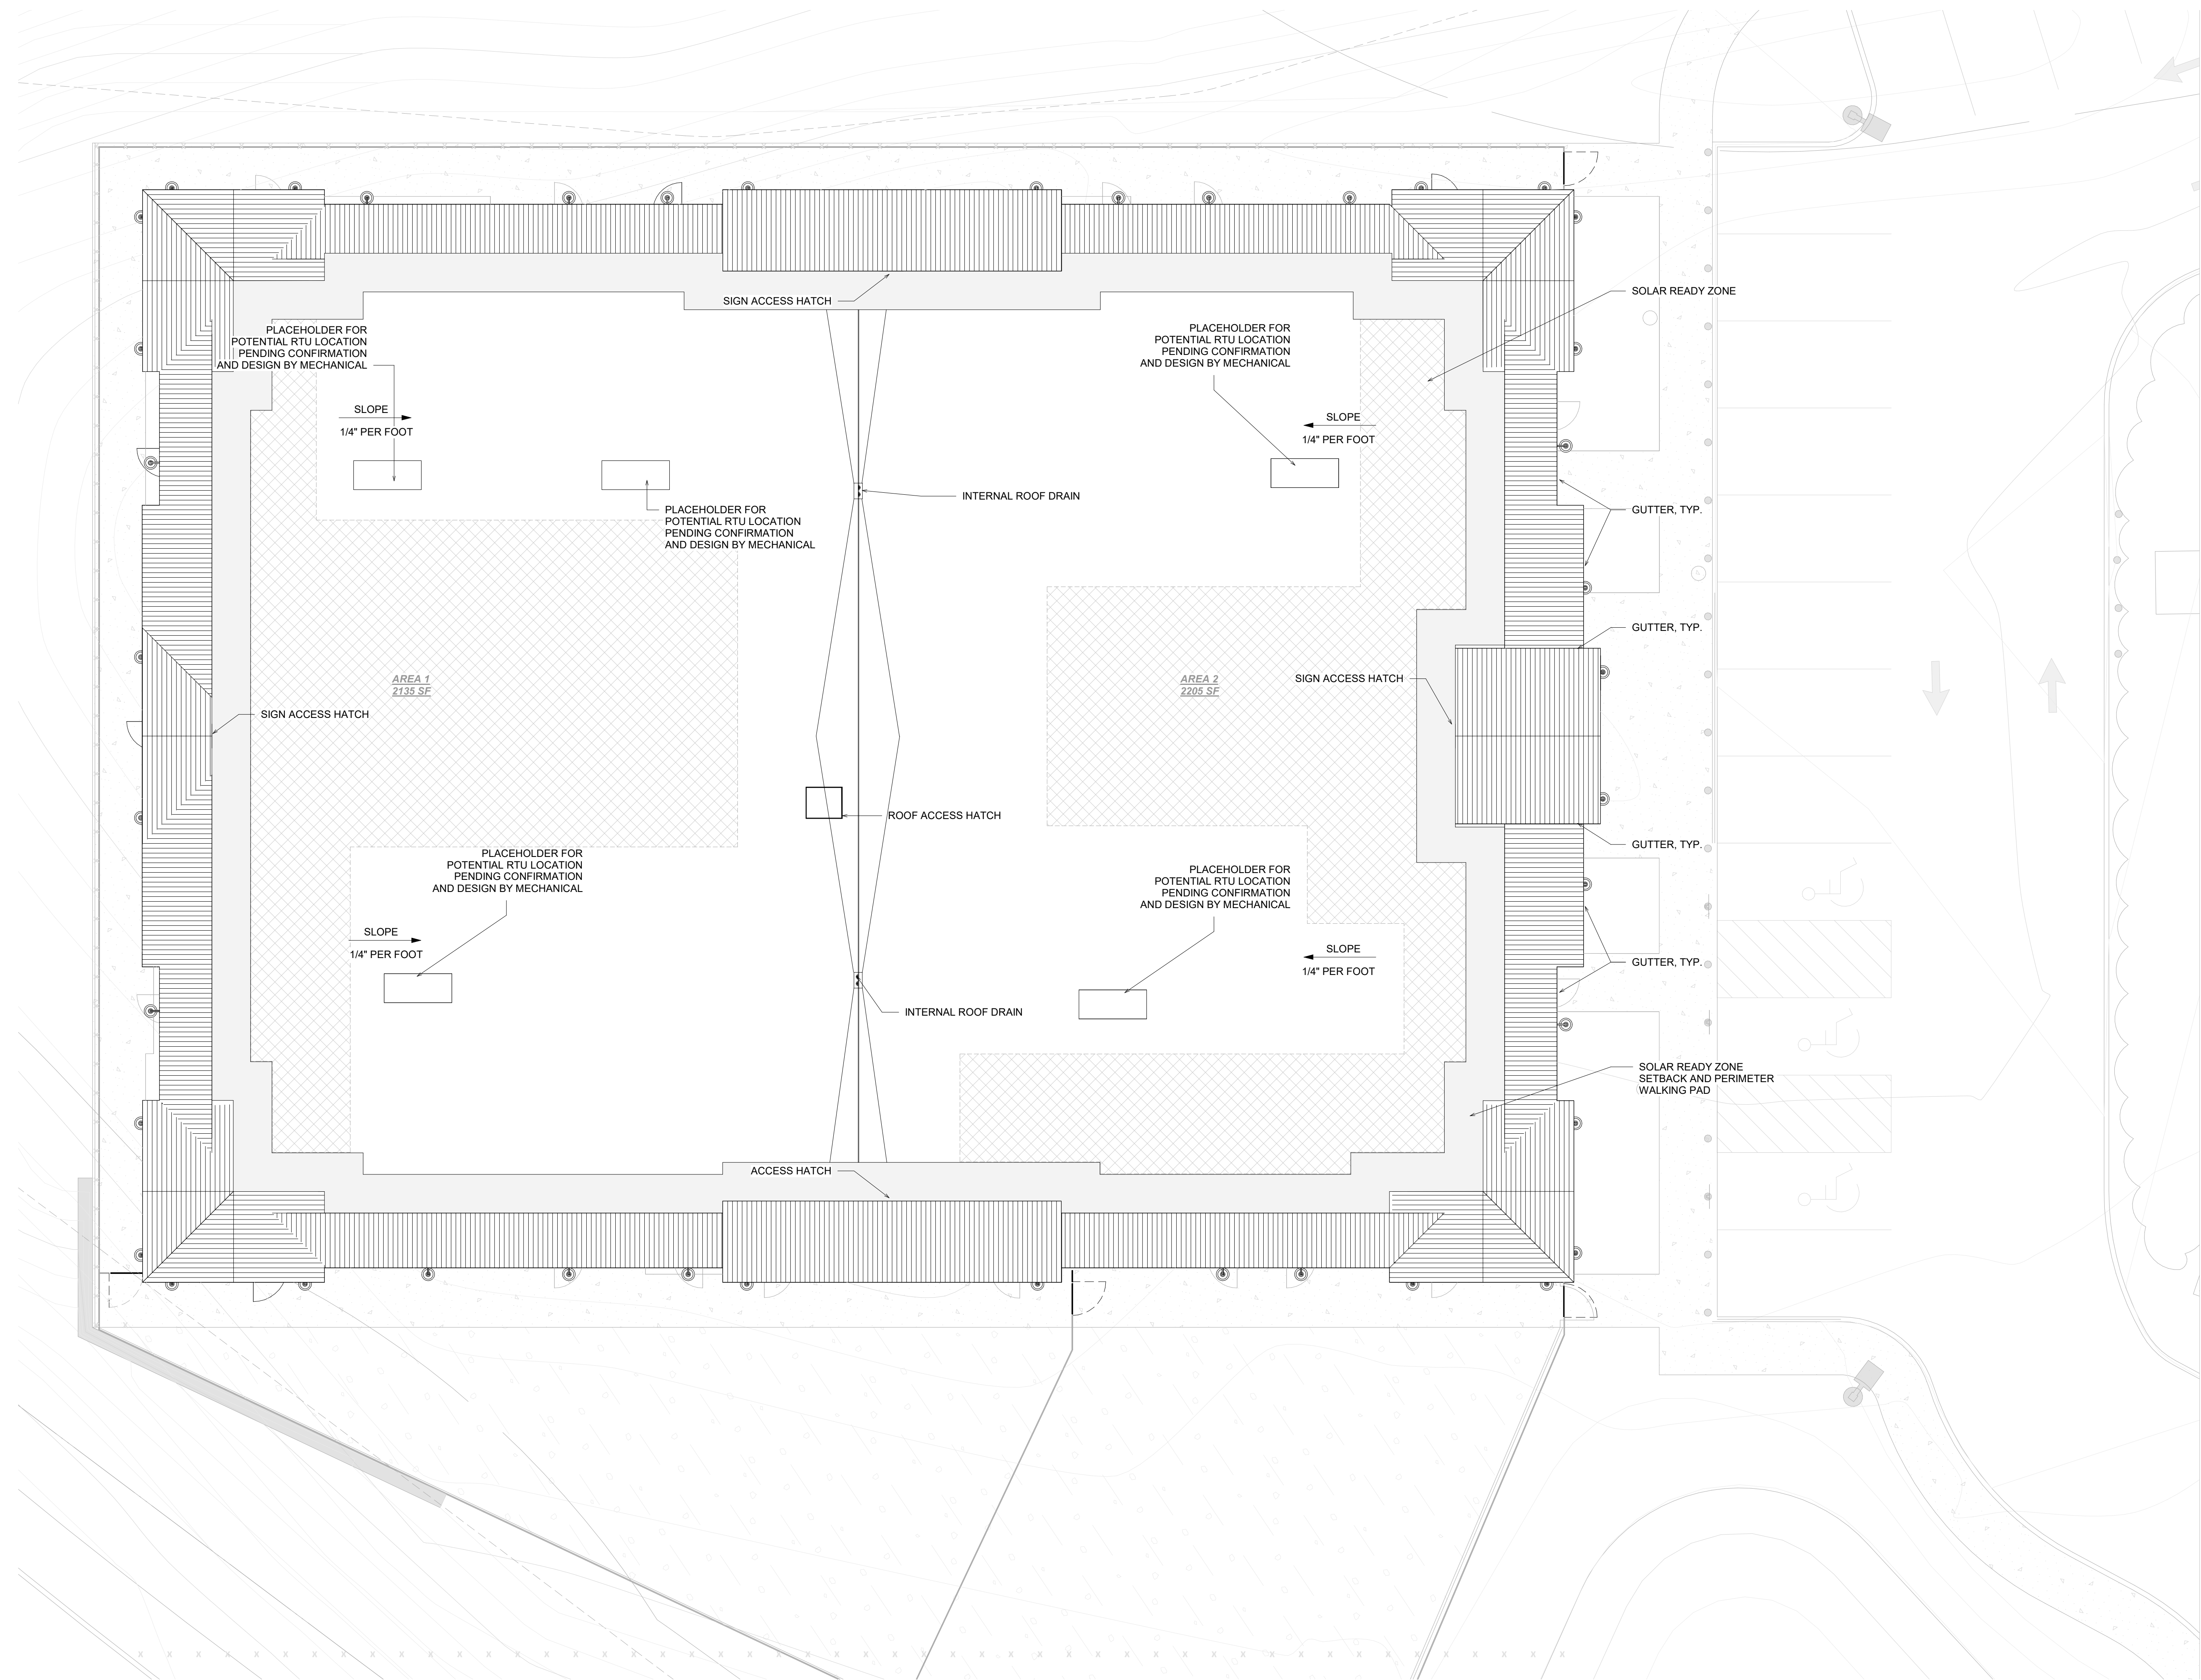 SOLAR READY ZONE
SIGN ACCESS HATCH
PLACEHOLDER FOR
POTENTIAL RTU LOCATION
PENDING CONFIRMATION
AND DESIGN BY MECHANICAL
PLACEHOLDER FOR
POTENTIAL RTU LOCATION
PENDING CONFIRMATION
AND DESIGN BY MECHANICAL
SLOPE
1/4" PER FOOT
SLOPE
1/4" PER FOOT
INTERNAL ROOF DRAIN
PLACEHOLDER FOR
POTENTIAL RTU LOCATION
PENDING CONFIRMATION
AND DESIGN BY MECHANICAL
GUTTER, TYP.
GUTTER, TYP.
AREA 1
2135 SF
AREA 2
2205 SF
SIGN ACCESS HATCH
SIGN ACCESS HATCH
ROOF ACCESS HATCH
GUTTER, TYP.
PLACEHOLDER FOR
POTENTIAL RTU LOCATION
PENDING CONFIRMATION
AND DESIGN BY MECHANICAL
PLACEHOLDER FOR
POTENTIAL RTU LOCATION
PENDING CONFIRMATION
AND DESIGN BY MECHANICAL
SLOPE
1/4" PER FOOT
SLOPE
1/4" PER FOOT
GUTTER, TYP.
INTERNAL ROOF DRAIN
SOLAR READY ZONE
SETBACK AND PERIMETER
WALKING PAD
ACCESS HATCH